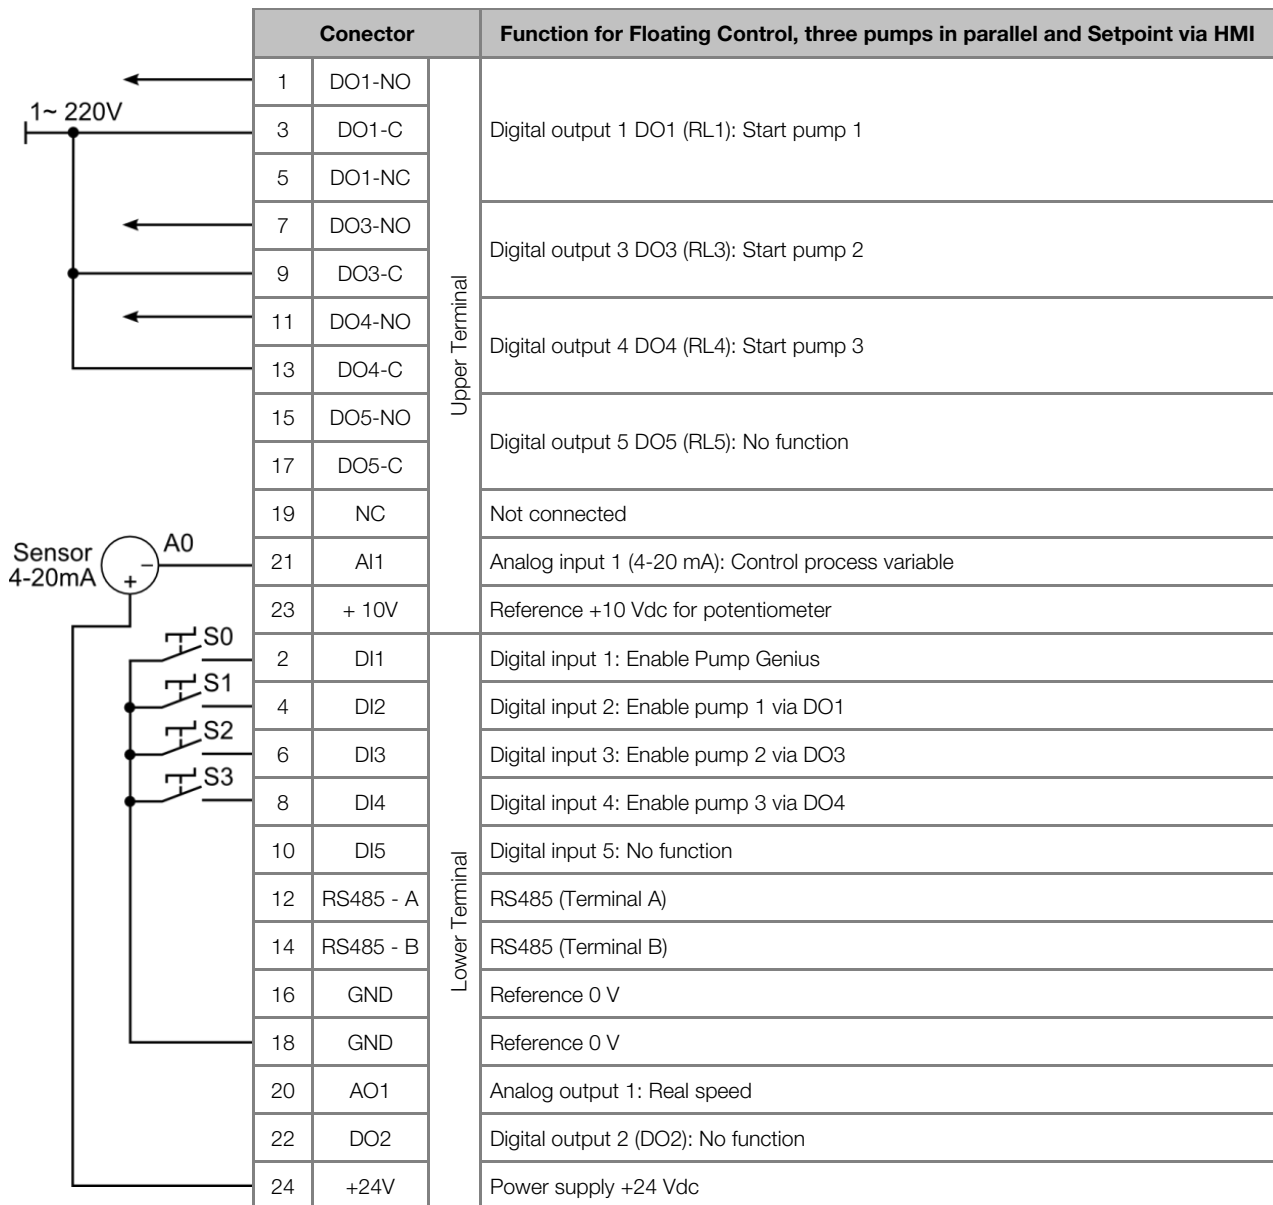 Conector Function for Floating Control, three pumps in parallel and Setpoint via HMI
1 DO1-NO
1~ 220V
3 DO1-C Digital output 1 DO1 (RL1): Start pump 1
5 DO1-NC
7 DO3-NO
Digital output 3 DO3 (RL3): Start pump 2
9 DO3-C
Upper Terminal
11 DO4-NO
Digital output 4 DO4 (RL4): Start pump 3
13 DO4-C
15 DO5-NO
Digital output 5 DO5 (RL5): No function
17 DO5-C
19 NC Not connected
Sensor
4-20mA
+
−
A0
21 AI1 Analog input 1 (4-20 mA): Control process variable
23 + 10V Reference +10 Vdc for potentiometer
S0
2 DI1 Digital input 1: Enable Pump Genius
S1
4 DI2 Digital input 2: Enable pump 1 via DO1
S2
6 DI3 Digital input 3: Enable pump 2 via DO3
S3
8 DI4 Digital input 4: Enable pump 3 via DO4
10 DI5 Digital input 5: No function
Lower Terminal
12 RS485 - A RS485 (Terminal A)
14 RS485 - B RS485 (Terminal B)
16 GND Reference 0 V
18 GND Reference 0 V
20 AO1 Analog output 1: Real speed
22 DO2 Digital output 2 (DO2): No function
24 +24V Power supply +24 Vdc